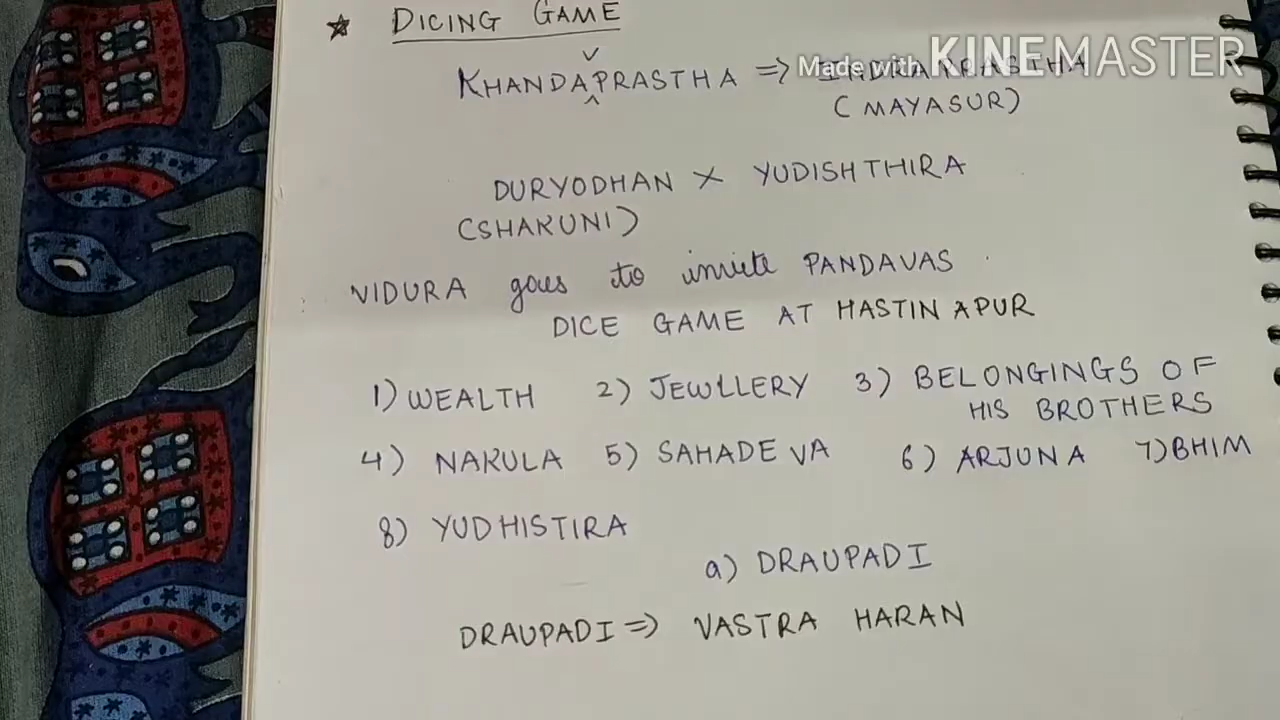 ☆ DICING GAME
KHANDAPRASTHA => INDRAPRASTHA
Made with KINEMASTER
(MAYASUR)
DURYODHAN X YUDISHTHIRA
(SHAKUNI)
VIDURA goes to invite PANDAVAS
DICE GAME AT HASTINAPUR
1) WEALTH 2) JEWLLERY 3) BELONGINGS OF
HIS BROTHERS
4) NAKULA 5) SAHADEVA 6) ARJUNA 7) BHIM
8) YUDHISTIRA
a) DRAUPADI
DRAUPADI => VASTRA HARAN